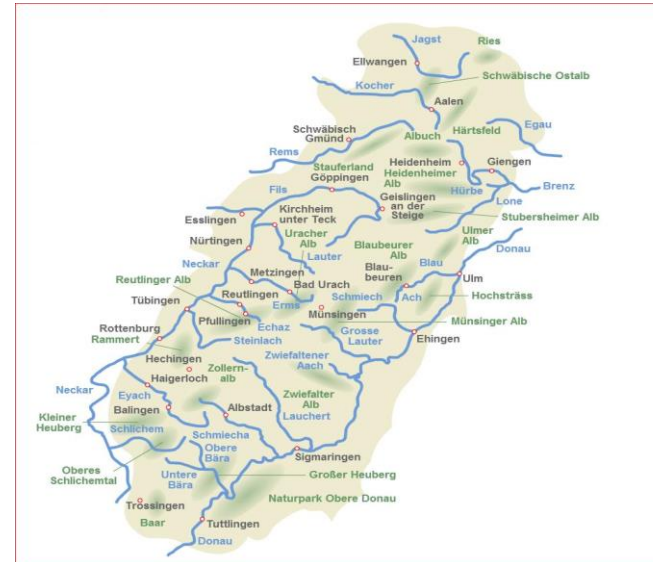 Jagst
Ries
Ellwangen
Schwäbische Ostalb
Kocher
Aalen
Schwäbisch
Gmünd
Albuch
Härtsfeld
Egau
Rems
Stauferland
Göppingen
Heidenheim
Heidenheimer
Alb
Giengen
Fils
Hürbe
Brenz
Geislingen
an der
Steige
Lone
Esslingen
Kirchheim
unter Teck
Stubersheimer Alb
Nürtingen
Uracher
Alb
Blaubeurer
Alb
Ulmer
Alb
Donau
Neckar
Lauter
Metzingen
Blau-
beuren
Blau
Reutlinger Alb
Reutlingen
Bad Urach
Ulm
Erms
Schmiech
Ach
Hochsträss
Tübingen
Pfullingen
Münsingen
Echaz
Münsinger Alb
Rottenburg
Rammert
Steinlach
Grosse
Lauter
Ehingen
Hechingen
Zwiefaltener
Aach
Haigerloch
Zollern-
alb
Neckar
Eyach
Zwiefalter
Alb
Balingen
Albstadt
Lauchert
Kleiner
Heuberg
Schlichem
Schmiecha
Obere
Bära
Sigmaringen
Oberes
Schlichemtal
Untere
Bära
Großer Heuberg
Trossingen
Naturpark Obere Donau
Baar
Tuttlingen
Donau